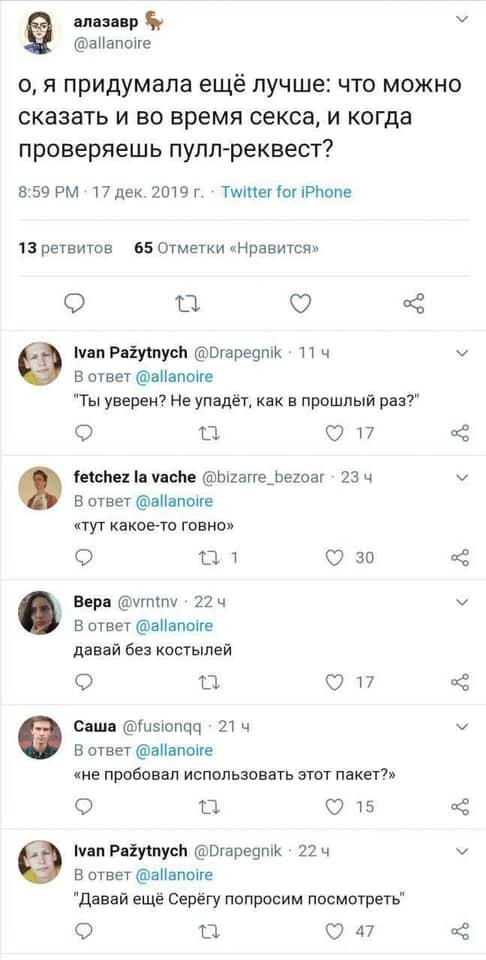 алазавр
@allanoire
о, я придумала ещё лучше: что можно
сказать и во время секса, и когда
проверяешь пулл-реквест?
8:59 PM · 17 дек. 2019 г. · Twitter for iPhone
13 ретвитов 65 Отметки «Нравится»
Ivan Pažytnych @Drapegnik · 11 ч
В ответ @allanoire
"Ты уверен? Не упадёт, как в прошлый раз?"
17
fetchez la vache @bizarre_bezoar · 23 ч
В ответ @allanoire
«тут какое-то говно»
1 30
Вера @vrntnv · 22 ч
В ответ @allanoire
давай без костылей
17
Саша @fusionqq · 21 ч
В ответ @allanoire
«не пробовал использовать этот пакет?»
15
Ivan Pažytnych @Drapegnik · 22 ч
В ответ @allanoire
"Давай ещё Серёгу попросим посмотреть"
47